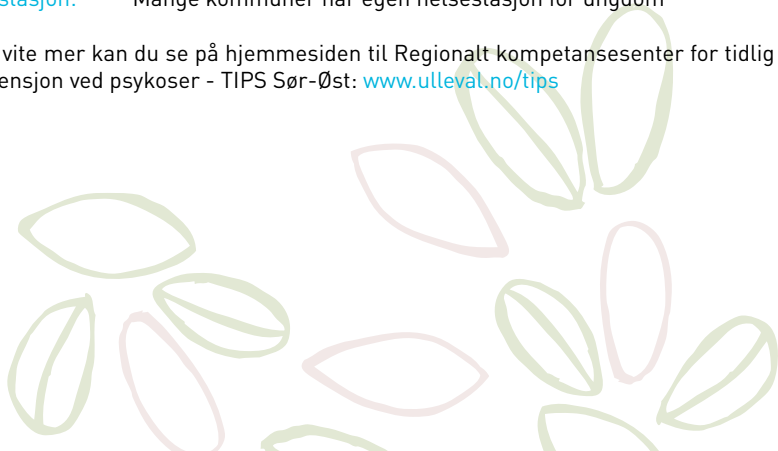 stasjon: Mange kommuner har egen helsestasjon for ungdom
vite mer kan du se på hjemmesiden til Regionalt kompetansesenter for tidlig
ensjon ved psykoser - TIPS Sør-Øst: www.ulleval.no/tips